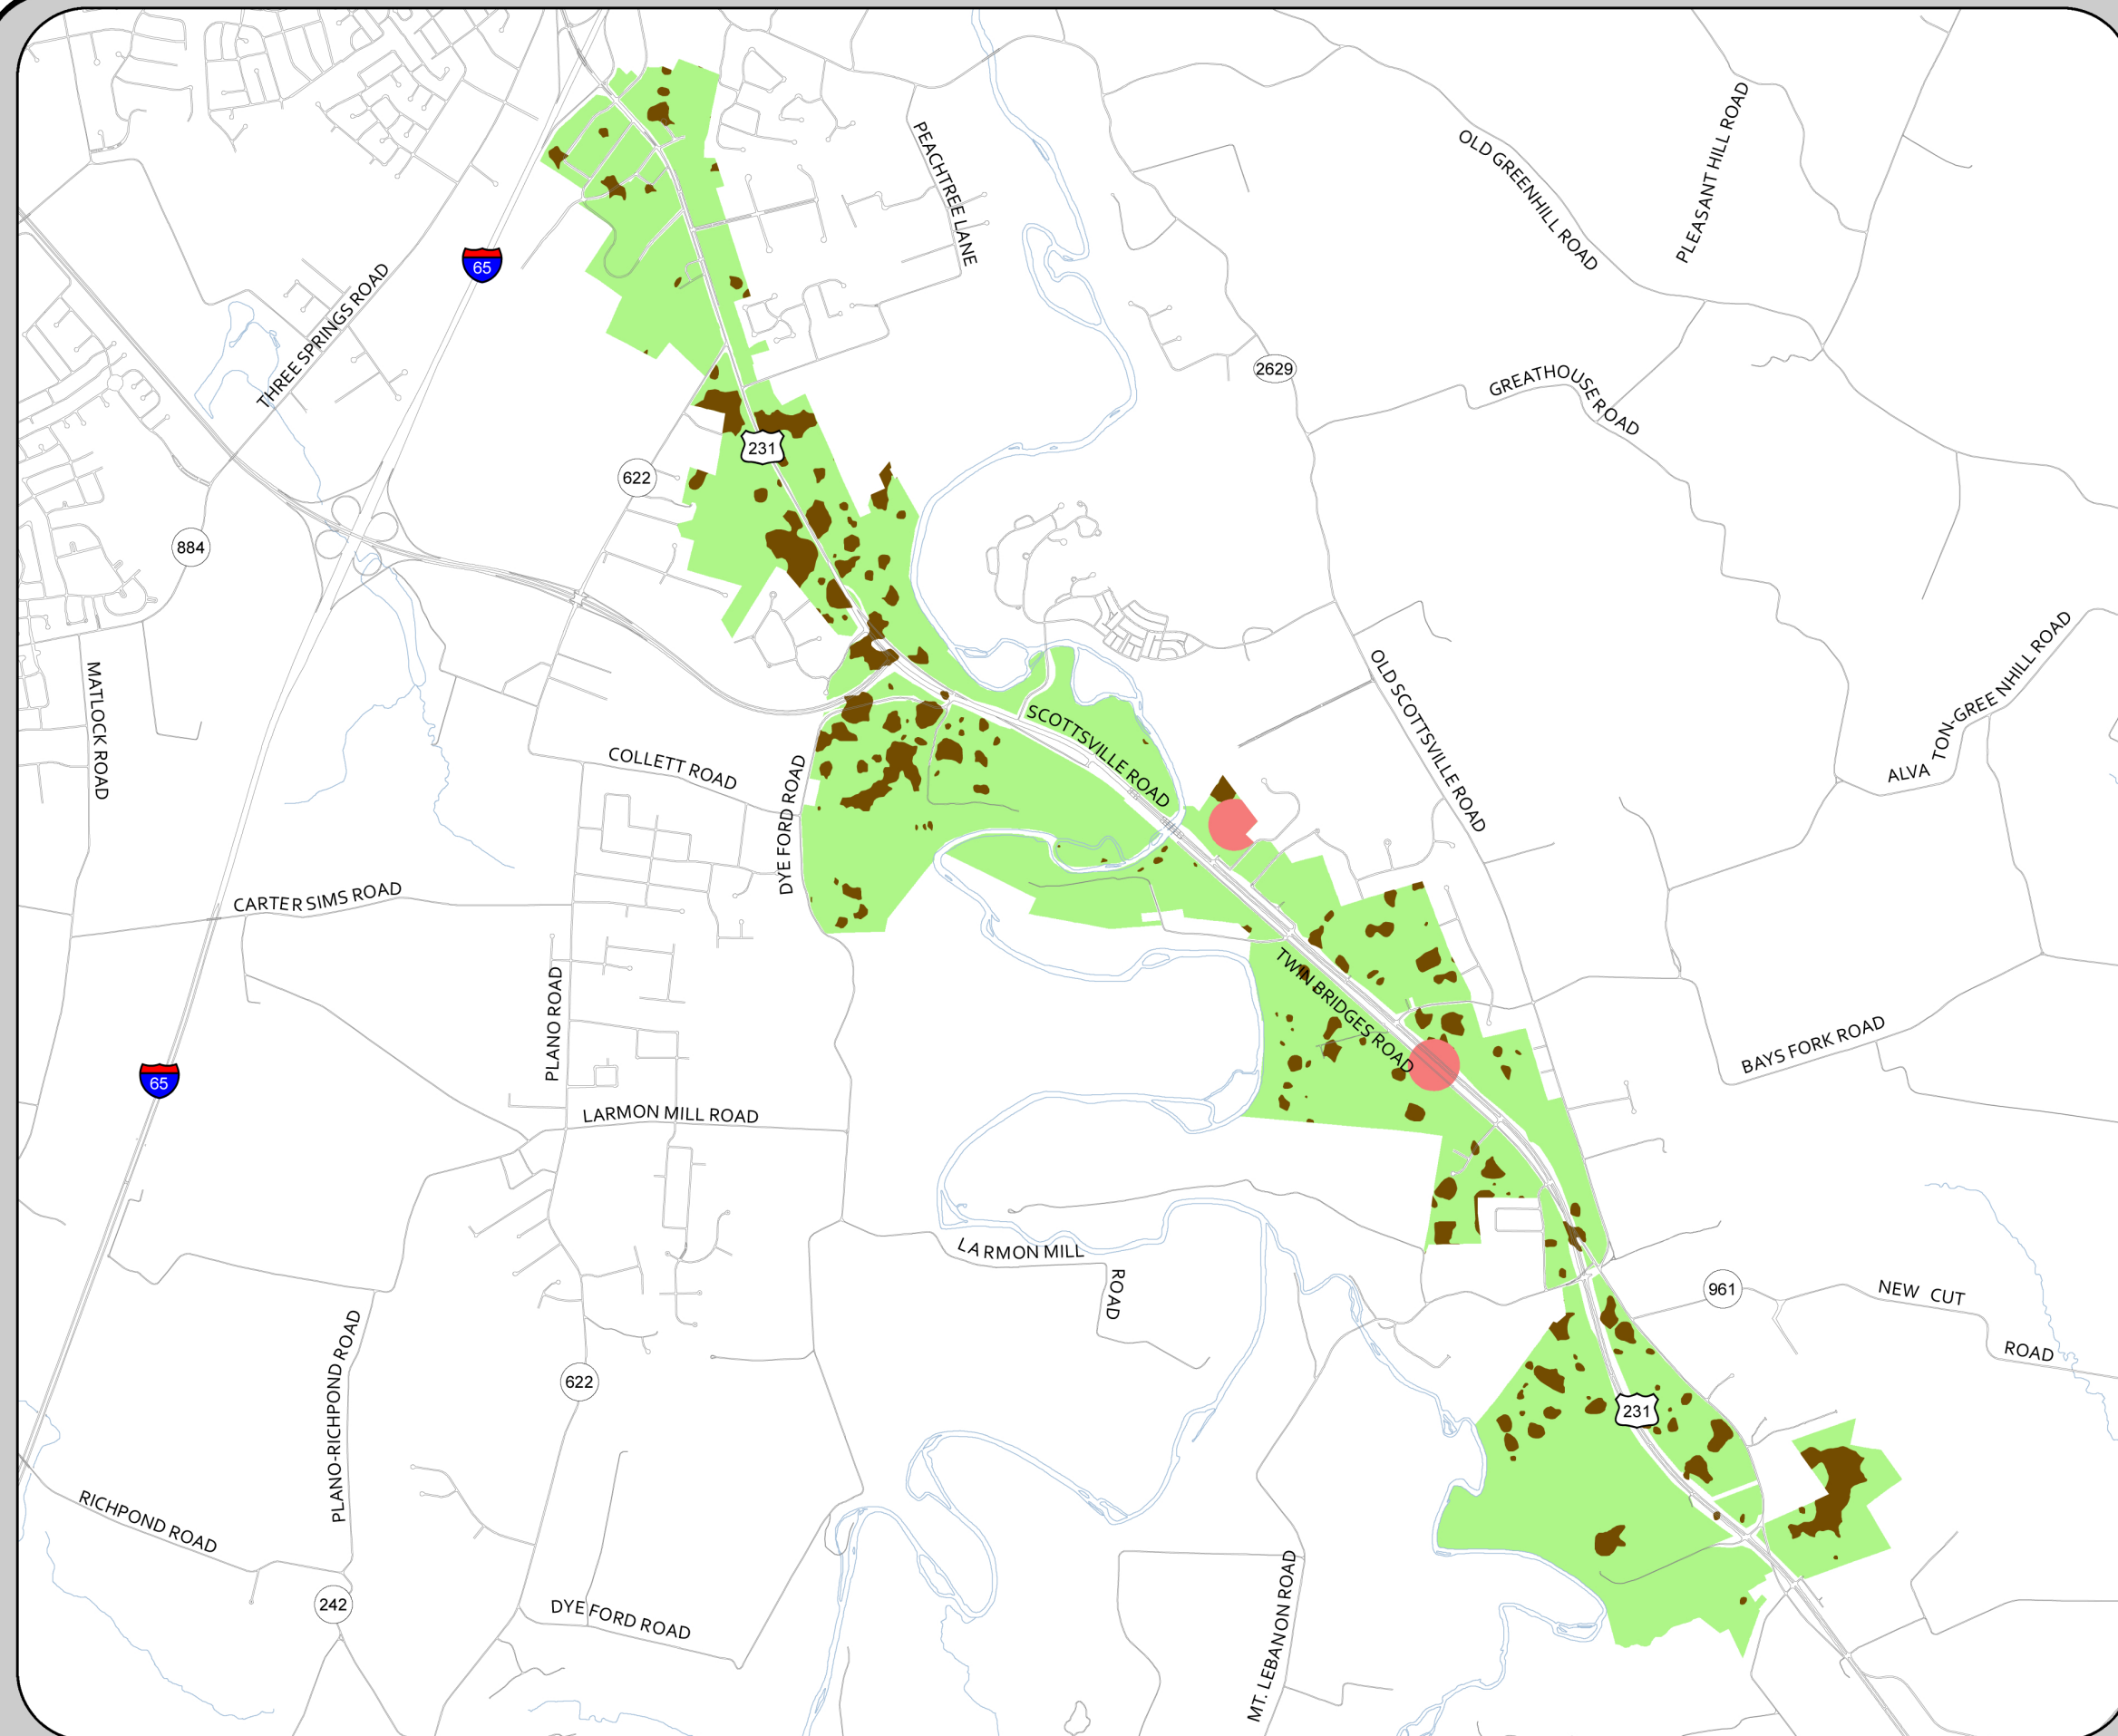 PEACHTREE LANE
OLD GREENHILL ROAD
PLEASANT HILL ROAD
65
THREE SPRINGS ROAD
2629
GREATHOUSE ROAD
231
622
884
MATLOCK ROAD
OLD SCOTTSVILLE ROAD
ALVATON-GREENHILL ROAD
SCOTTSVILLE ROAD
COLLETT ROAD
DYE FORD ROAD
CARTER SIMS ROAD
PLANO ROAD
TWIN BRIDGES ROAD
BAYS FORK ROAD
65
LARMON MILL ROAD
LARMON MILL
ROAD
961
NEW CUT
ROAD
PLANO-RICHPOND ROAD
622
231
RICHPOND ROAD
242
DYE FORD ROAD
MT. LEBANON ROAD